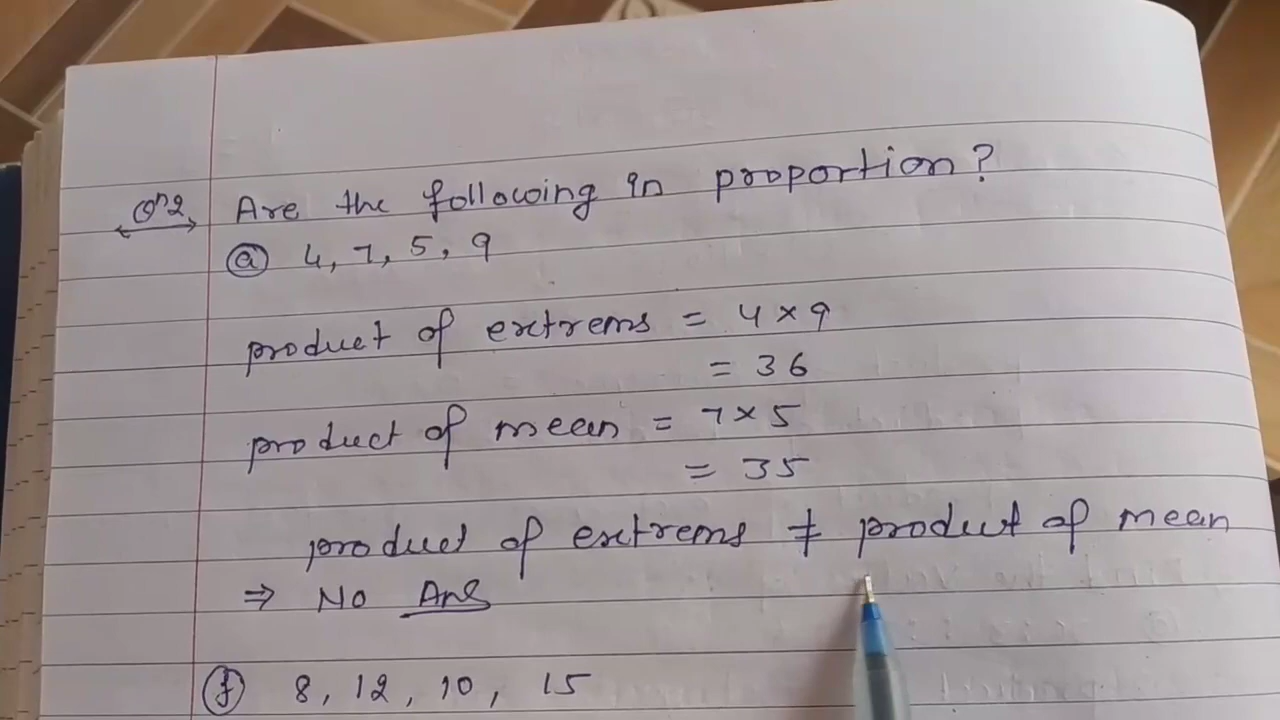 Qn2 Are the following in proportion?
(a) 4, 7, 5, 9
product of extrems = 4 × 9
= 36
product of mean = 7 × 5
= 35
product of extrems ≠ product of mean
⇒ No Ans
(f) 8, 12, 10, 15